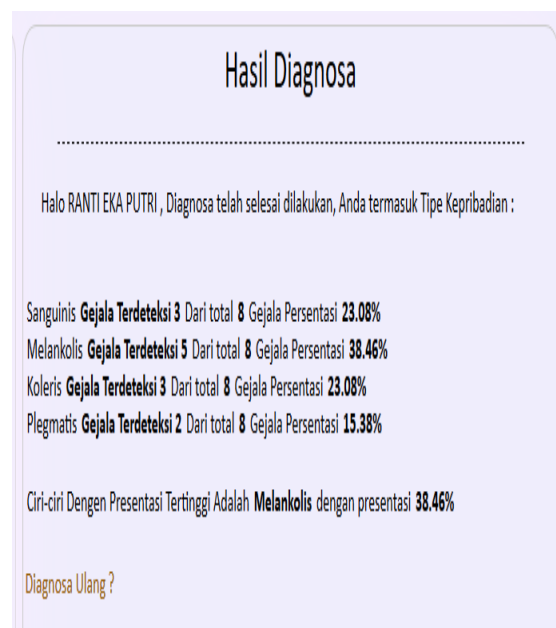 Hasil Diagnosa
Halo RANTI EKA PUTRI , Diagnosa telah selesai dilakukan, Anda termasuk Tipe Kepribadian :
Sanguinis Gejala Terdeteksi 3 Dari total 8 Gejala Persentasi 23.08%
Melankolis Gejala Terdeteksi 5 Dari total 8 Gejala Persentasi 38.46%
Koleris Gejala Terdeteksi 3 Dari total 8 Gejala Persentasi 23.08%
Plegmatis Gejala Terdeteksi 2 Dari total 8 Gejala Persentasi 15.38%
Ciri-ciri Dengen Presentasi Tertinggi Adalah Melankolis dengan presentasi 38.46%
Diagnosa Ulang ?